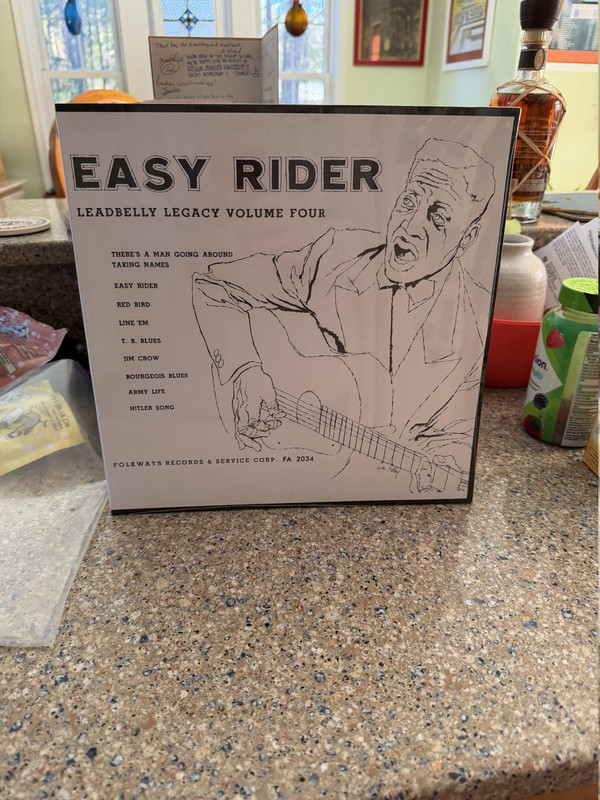 EASY RIDER
LEADBELLY LEGACY VOLUME FOUR
THERE'S A MAN GOING AROUND
TAKING NAMES
EASY RIDER
RED BIRD
LINE 'EM
T. B. BLUES
JIM CROW
BOURGEOIS BLUES
ARMY LIFE
HITLER SONG
FOLKWAYS RECORDS & SERVICE CORP. FA 2034